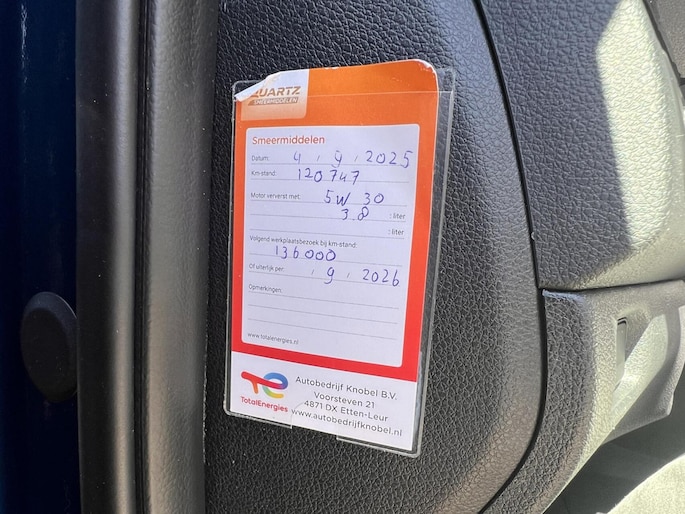 QUARTZ
SMEERMIDDELEN
Smeermiddelen
Datum: 4 / 9 / 2025
Km-stand: 120747
Motor ververst met: 5W 30
3.8 : liter
: liter
Volgend werkplaatsbezoek bij km-stand:
136000
Of uiterlijk per: / 9 / 2026
Opmerkingen:
www.totalenergies.nl
TotalEnergies
Autobedrijf Knobel B.V.
Voorsteven 21
4871 DX Etten-Leur
www.autobedrijfknobel.nl